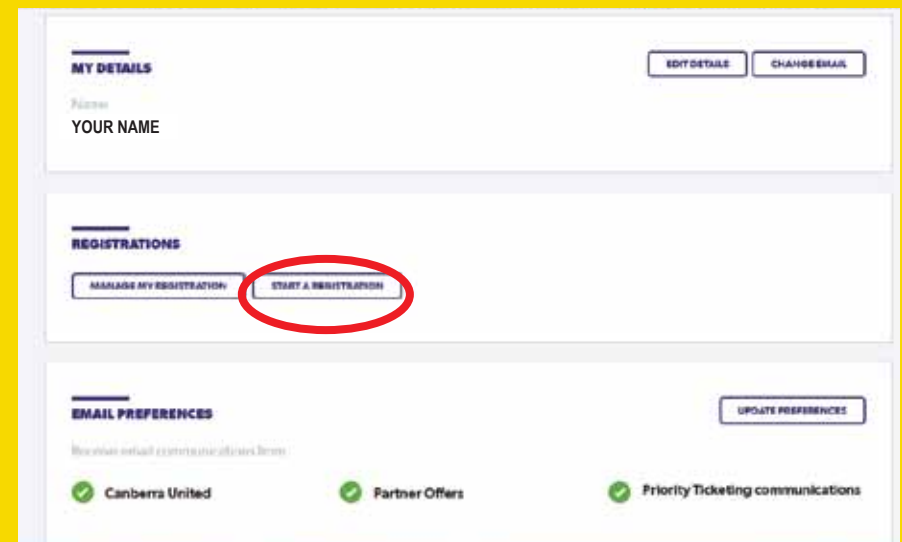 MY DETAILS
EDIT DETAILS
CHANGE EMAIL
Name
YOUR NAME
REGISTRATIONS
MANAGE MY REGISTRATION
START A REGISTRATION
EMAIL PREFERENCES
UPDATE PREFERENCES
Receive email communications from
Canberra United
Partner Offers
Priority Ticketing communications